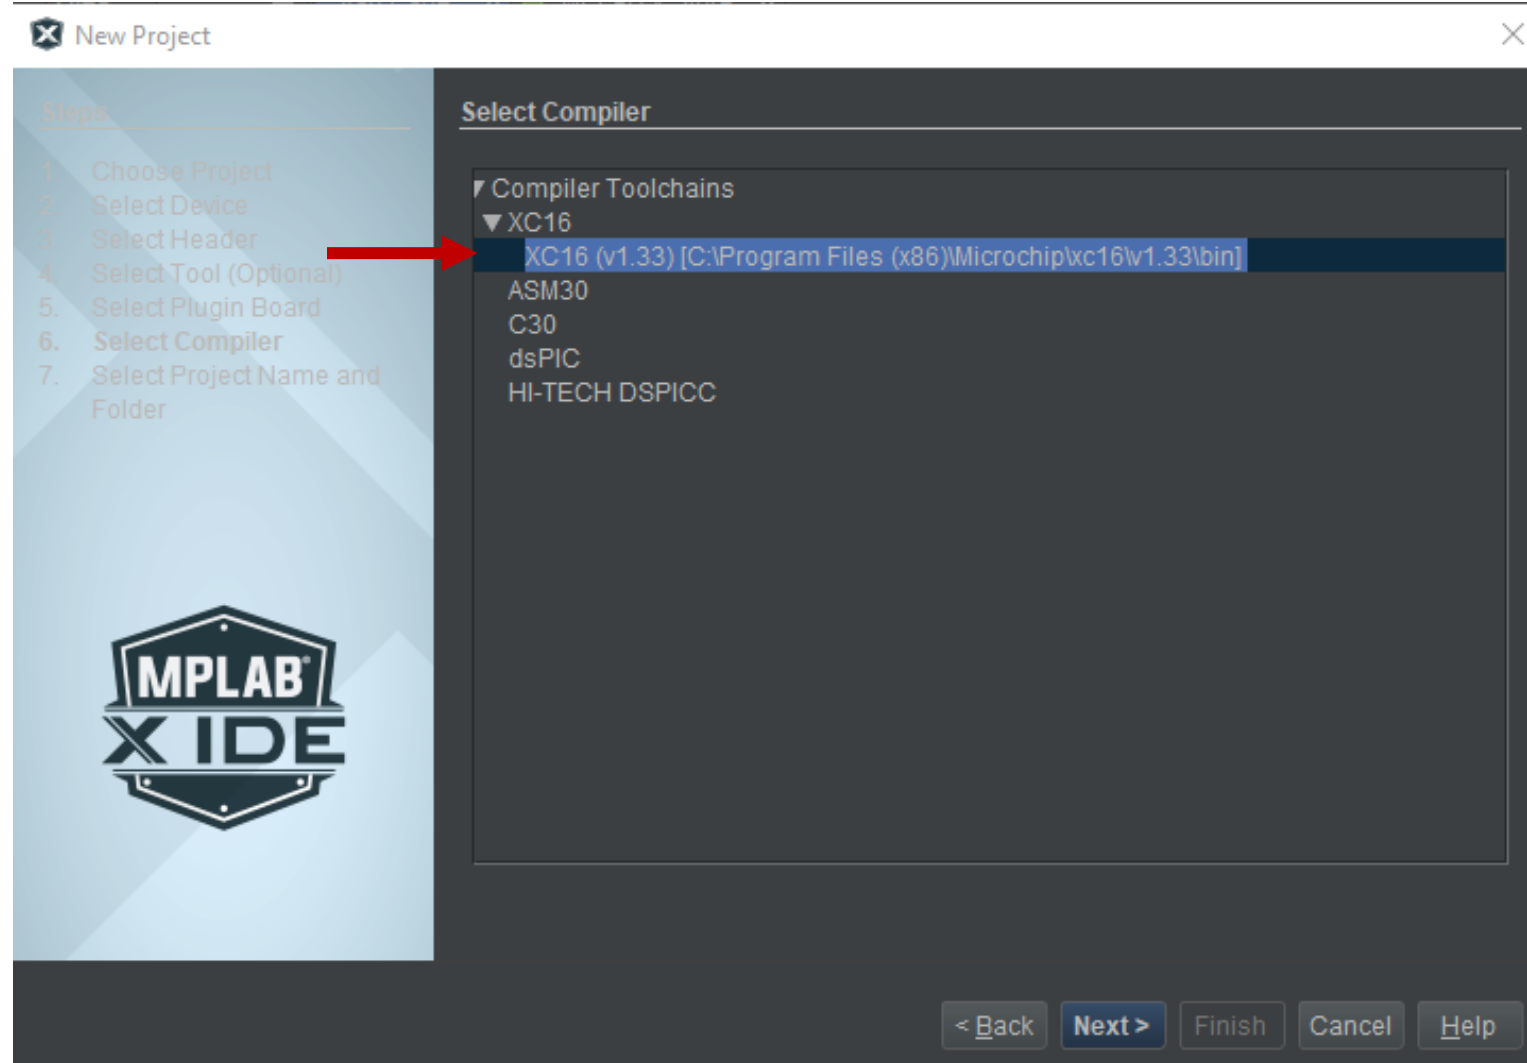 New Project
Steps
1. Choose Project
2. Select Device
3. Select Header
4. Select Tool (Optional)
5. Select Plugin Board
6. Select Compiler
7. Select Project Name and
Folder
MPLAB®
X IDE
Select Compiler
Compiler Toolchains
XC16
XC16 (v1.33) [C:\Program Files (x86)\Microchip\xc16\v1.33\bin]
ASM30
C30
dsPIC
HI-TECH DSPICC
< Back Next > Finish Cancel Help